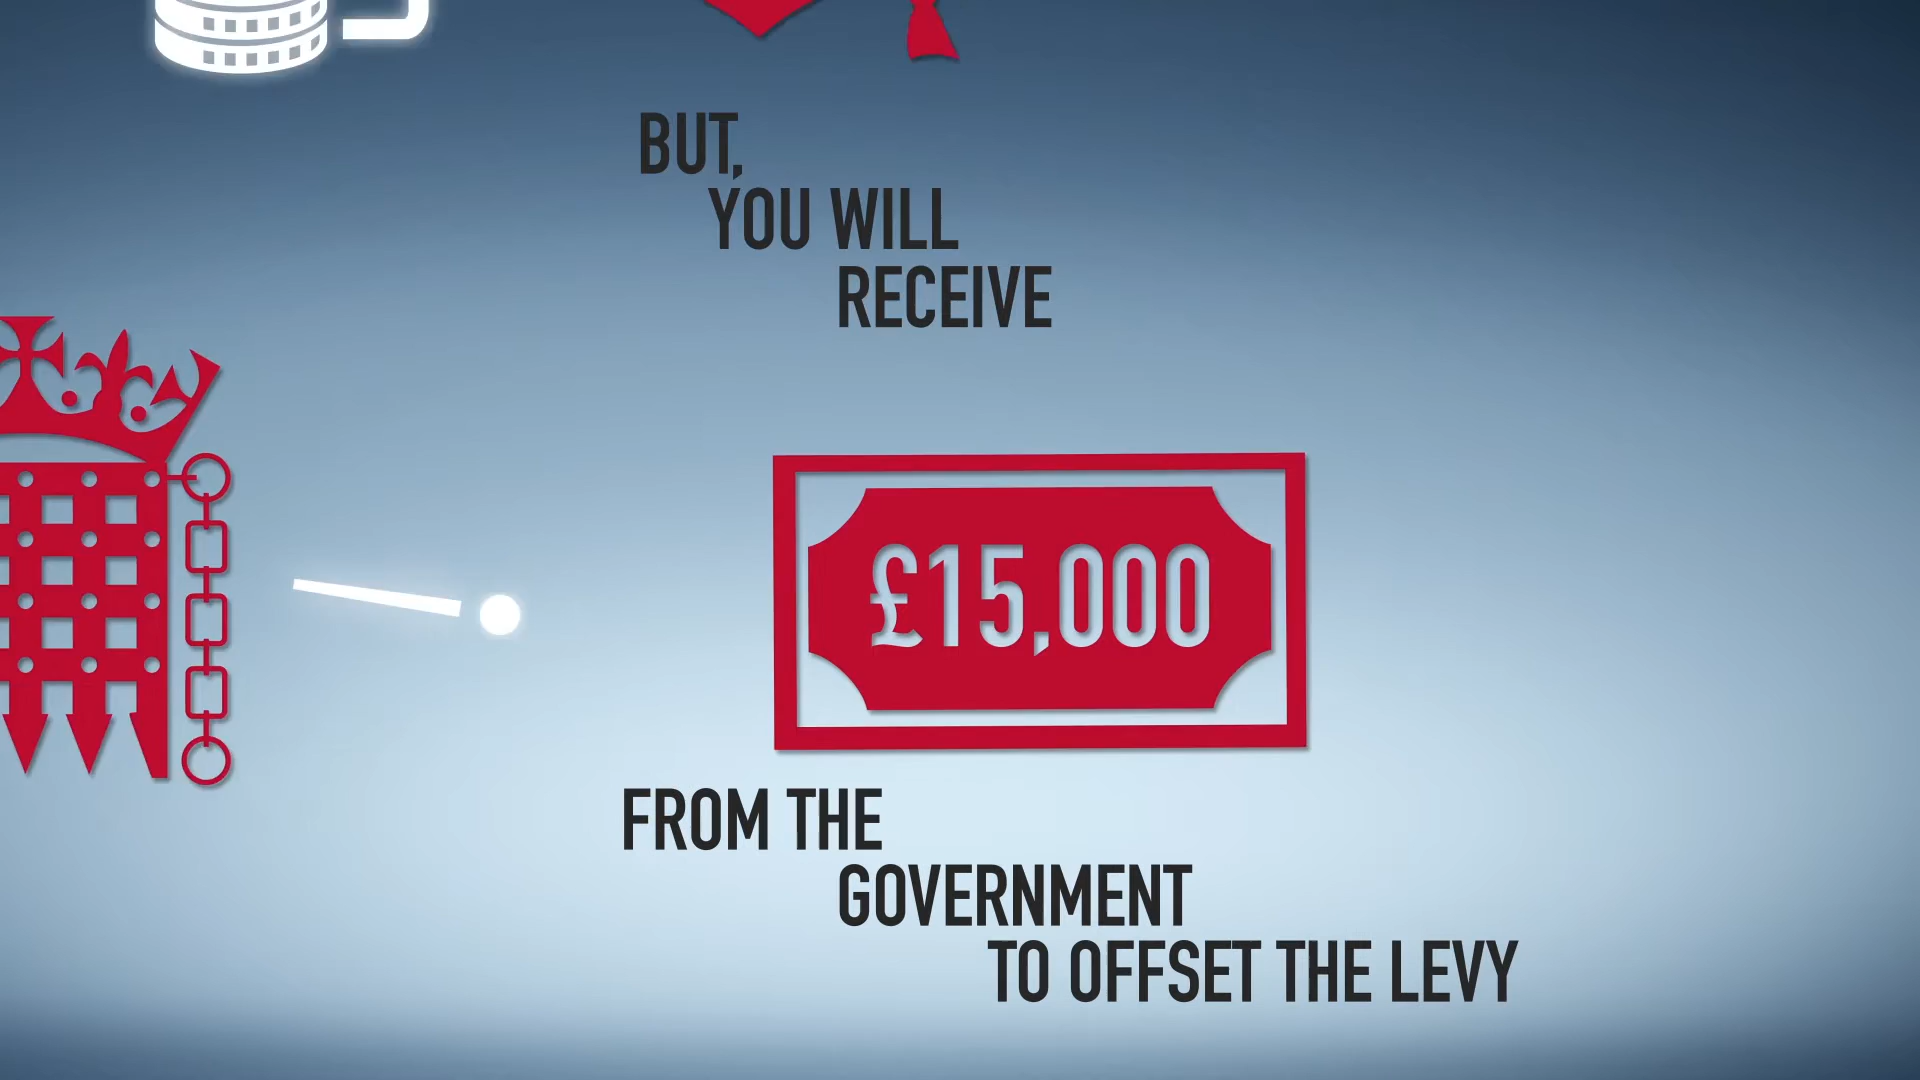 BUT,
YOU WILL
RECEIVE
£15,000
FROM THE
GOVERNMENT
TO OFFSET THE LEVY